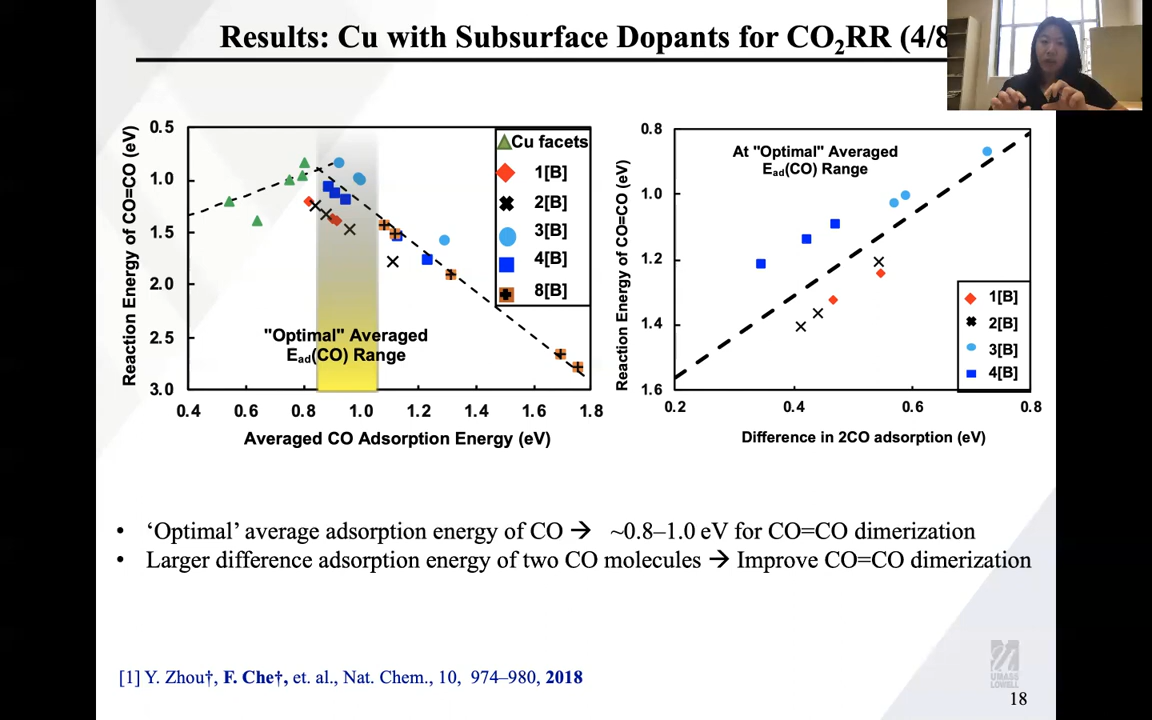 Results: Cu with Subsurface Dopants for CO₂RR (4/8
Reaction Energy of CO=CO (eV)
0.5
1.0
1.5
2.0
2.5
3.0
0.4 0.6 0.8 1.0 1.2 1.4 1.6 1.8
Averaged CO Adsorption Energy (eV)
Cu facets
1[B]
2[B]
3[B]
4[B]
8[B]
"Optimal" Averaged
Ead(CO) Range
Reaction Energy of CO=CO (eV)
0.8
1.0
1.2
1.4
1.6
0.2 0.4 0.6 0.8
Difference in 2CO adsorption (eV)
At "Optimal" Averaged
Ead(CO) Range
1[B]
2[B]
3[B]
4[B]
• ‘Optimal’ average adsorption energy of CO → ~0.8–1.0 eV for CO=CO dimerization
• Larger difference adsorption energy of two CO molecules → Improve CO=CO dimerization
[1] Y. Zhou†, F. Che†, et. al., Nat. Chem., 10, 974–980, 2018
UMASS
LOWELL
18